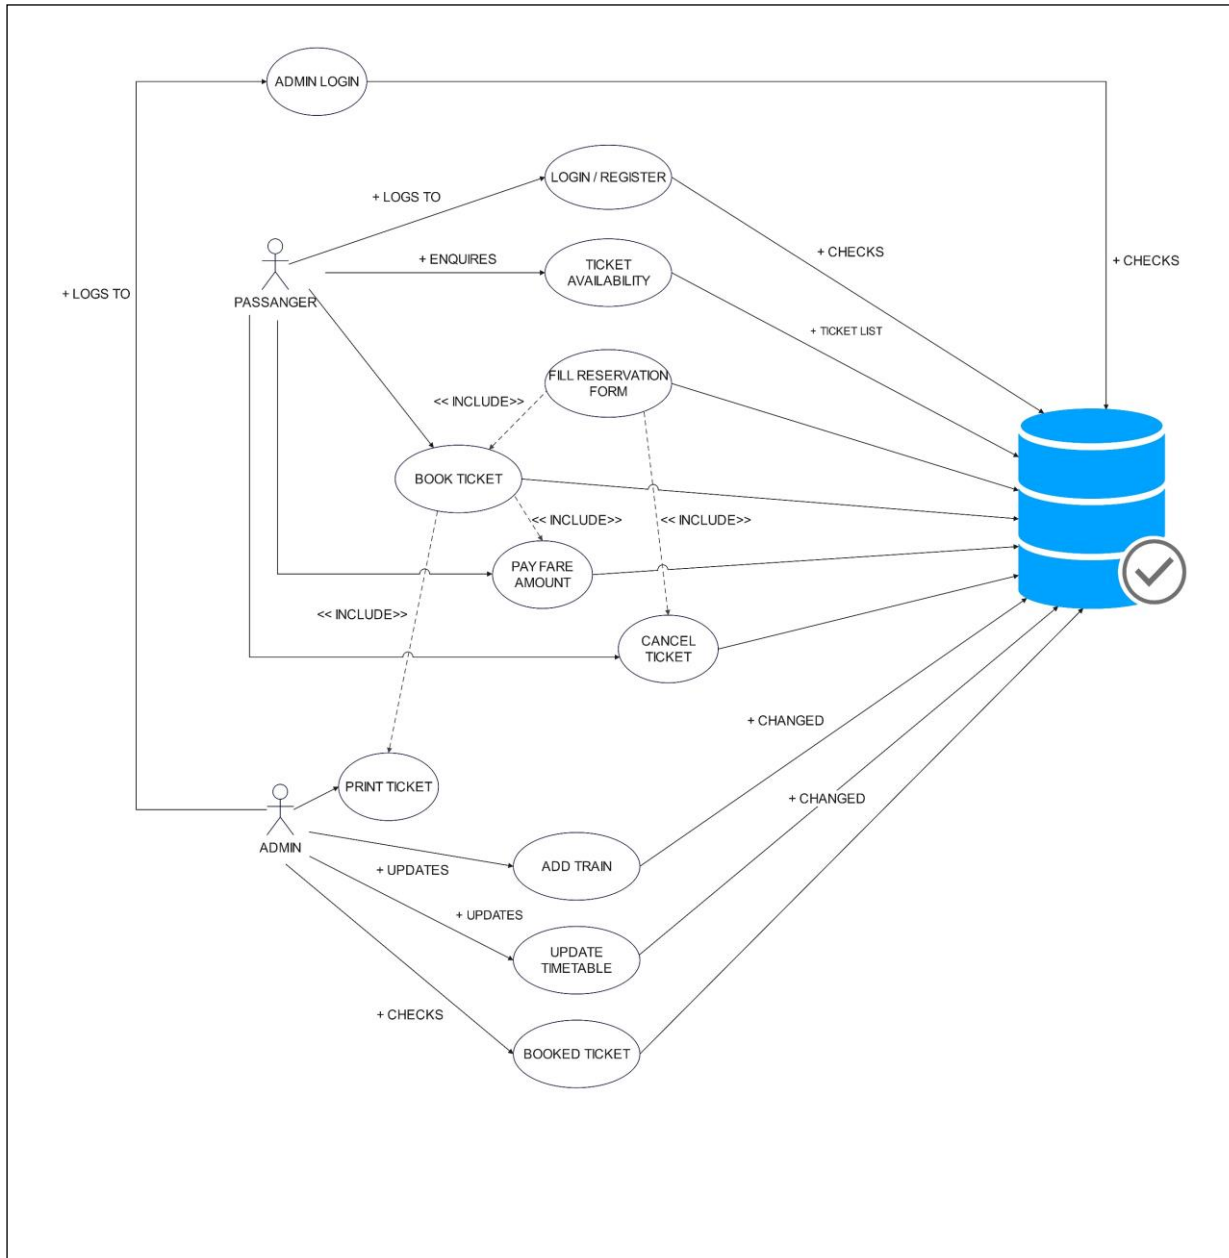 ADMIN LOGIN
LOGIN / REGISTER
+ LOGS TO
+ CHECKS
+ ENQUIRES
TICKET
AVAILABILITY
+ CHECKS
+ LOGS TO
PASSANGER
+ TICKET LIST
FILL RESERVATION
FORM
<< INCLUDE>>
BOOK TICKET
<< INCLUDE>>
<< INCLUDE>>
PAY FARE
AMOUNT
<< INCLUDE>>
CANCEL
TICKET
+ CHANGED
PRINT TICKET
+ CHANGED
ADMIN
+ UPDATES
ADD TRAIN
+ UPDATES
UPDATE
TIMETABLE
+ CHECKS
BOOKED TICKET